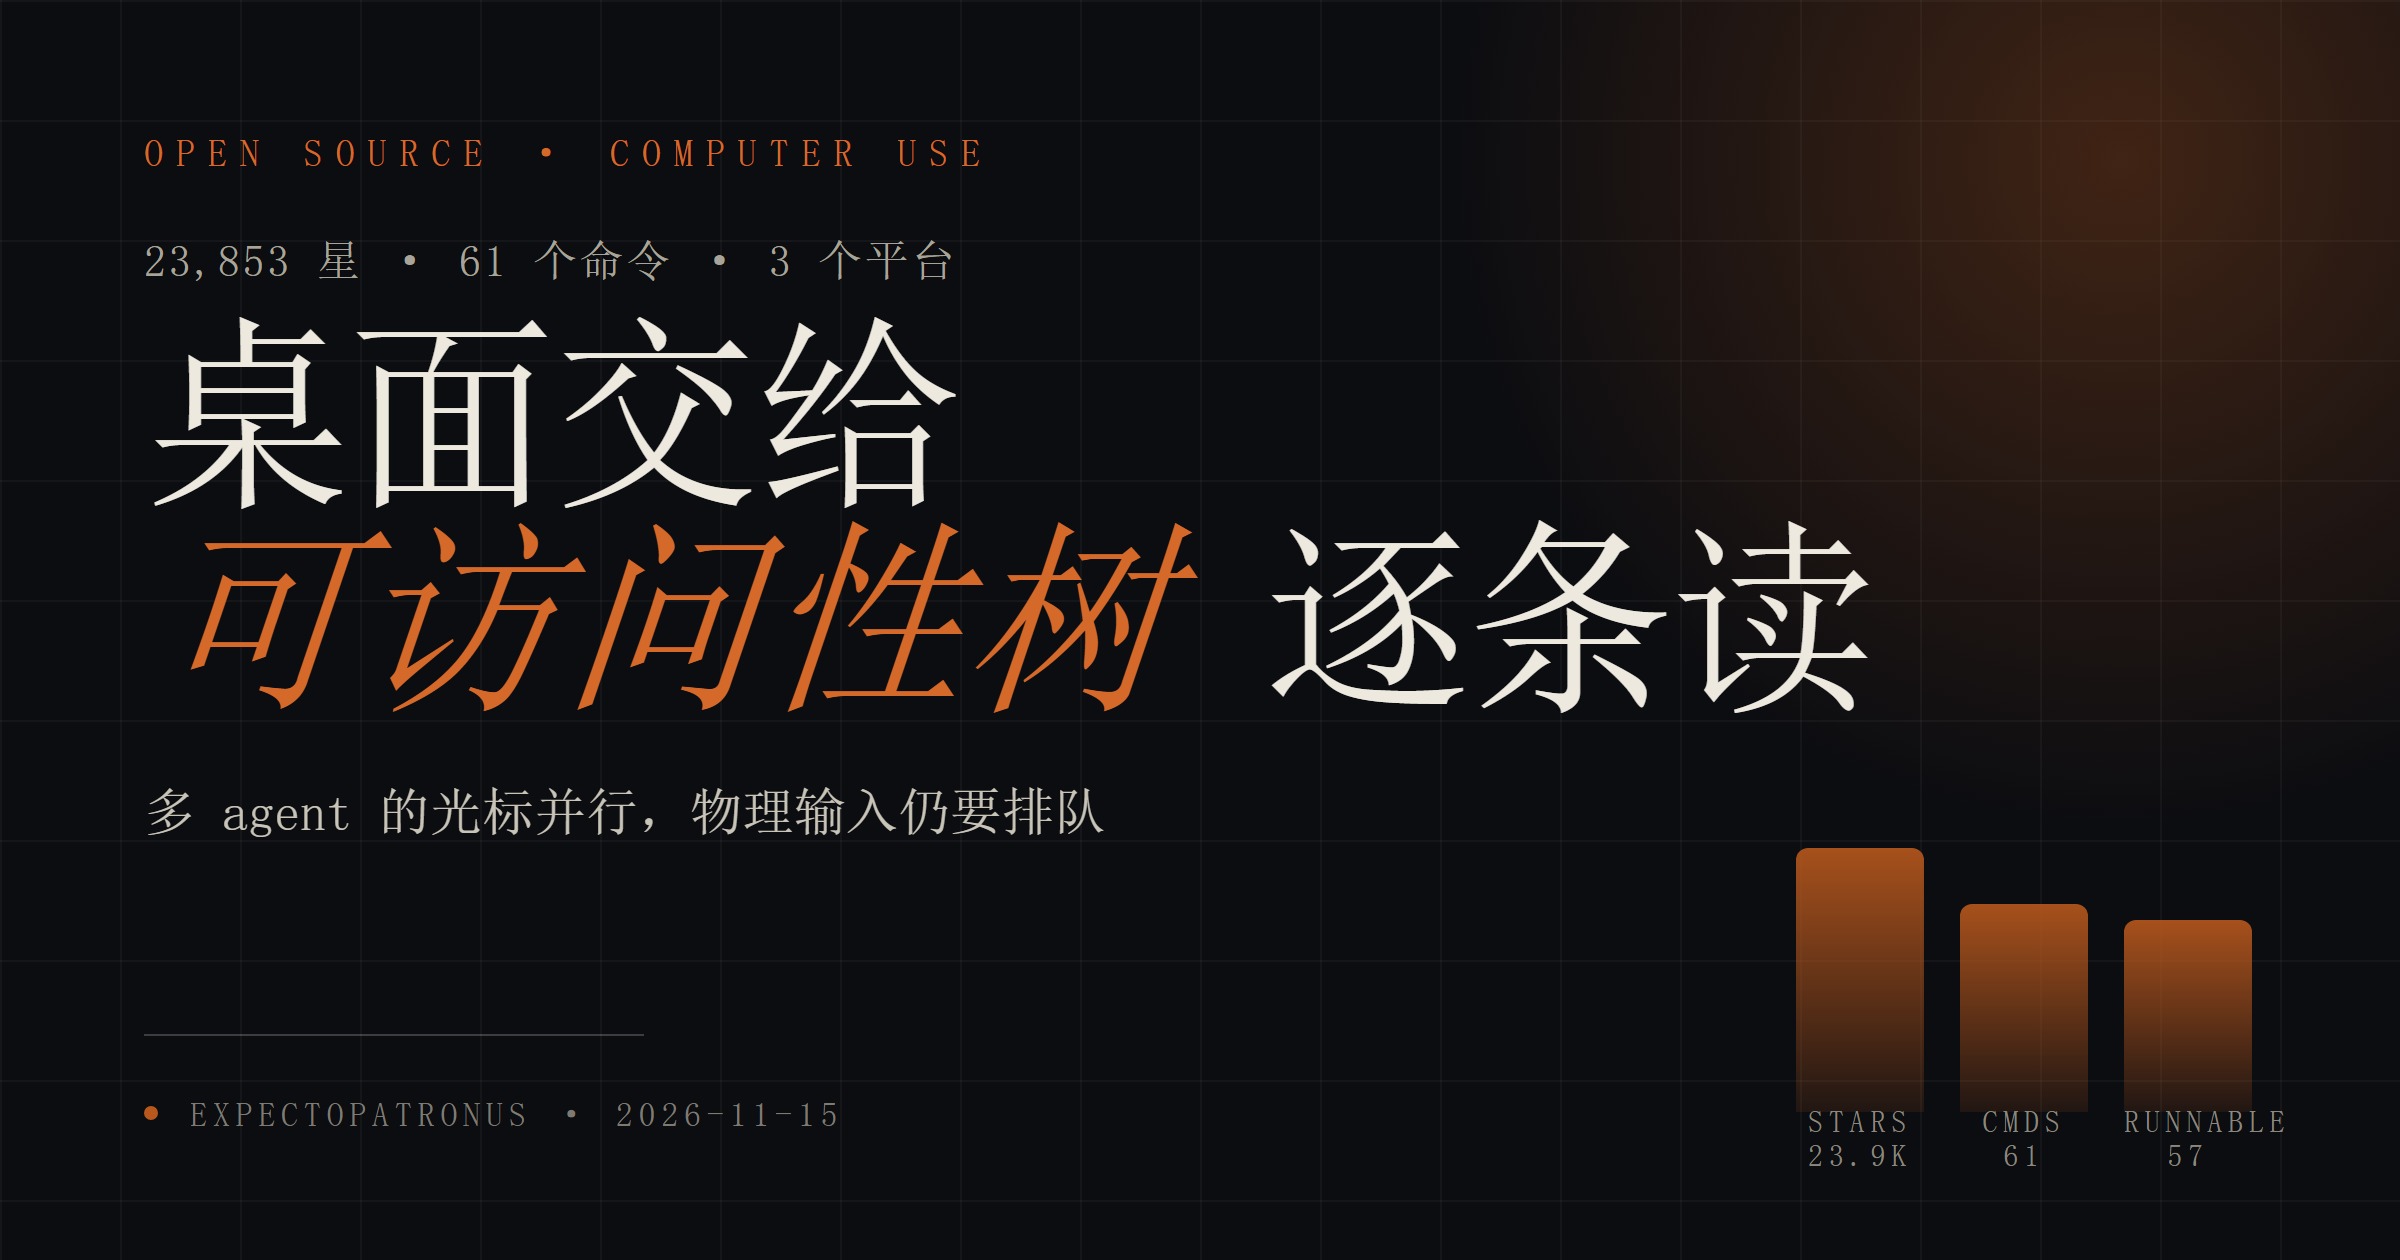 OPEN SOURCE • COMPUTER USE
23,853 星 • 61 个命令 • 3 个平台
桌面交给
可访问性树 逐条读
多 agent 的光标并行，物理输入仍要排队
EXPECTOPATRONUS • 2026-11-15
STARS CMDS RUNNABLE
23.9K 61 57